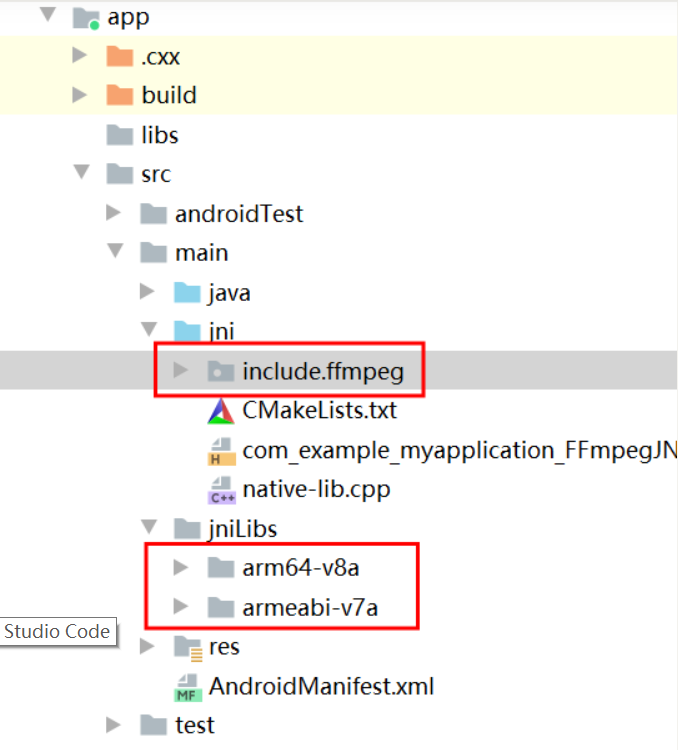 app
.cxx
build
libs
src
androidTest
main
java
jni
include.ffmpeg
CMakeLists.txt
H com_example_myapplication_FFmpegJN
C++ native-lib.cpp
jniLibs
arm64-v8a
armeabi-v7a
Studio Code
res
MF AndroidManifest.xml
test